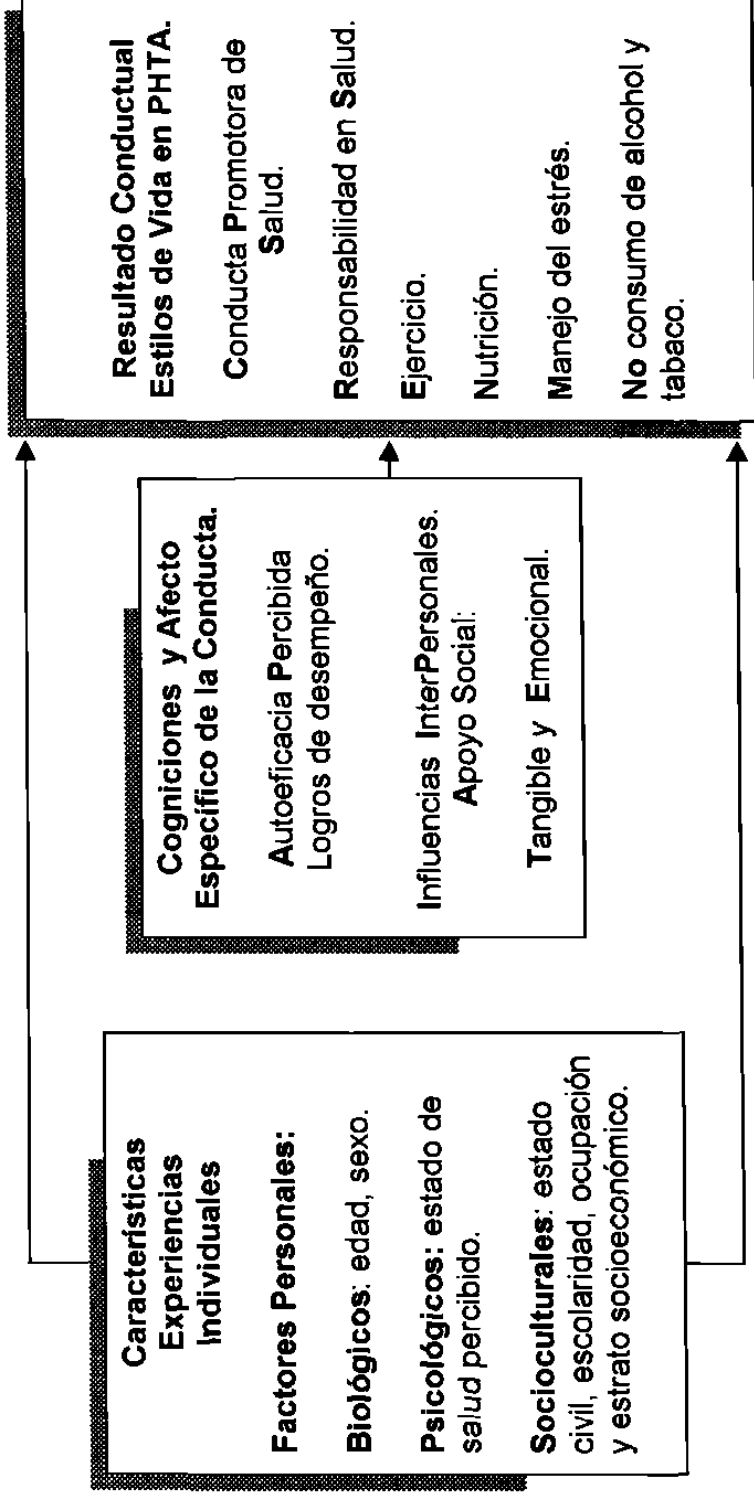 Características
Experiencias
Individuales
Factores Personales:
Biológicos: edad, sexo.
Psicológicos: estado de
salud percibido.
Socioculturales: estado
civil, escolaridad, ocupación
y estrato socioeconómico.
Cogniciones y Afecto
Específico de la Conducta.
Autoeficacia Percibida
Logros de desempeño.
Influencias InterPersonales.
Apoyo Social:
Tangible y Emocional.
Resultado Conductual
Estilos de Vida en PHTA.
Conducta Promotora de
Salud.
Responsabilidad en Salud.
Ejercicio.
Nutrición.
Manejo del estrés.
No consumo de alcohol y
tabaco.